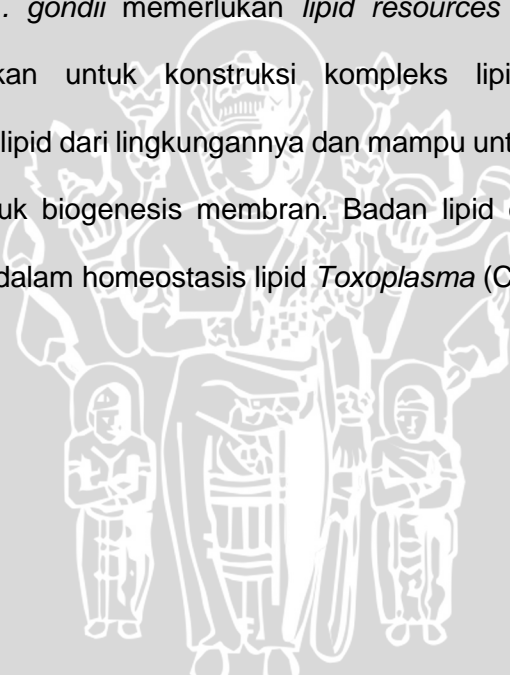 . gondii memerlukan lipid resources
kan untuk konstruksi kompleks lipi
lipid dari lingkungannya dan mampu unt
uk biogenesis membran. Badan lipid
dalam homeostasis lipid Toxoplasma (C